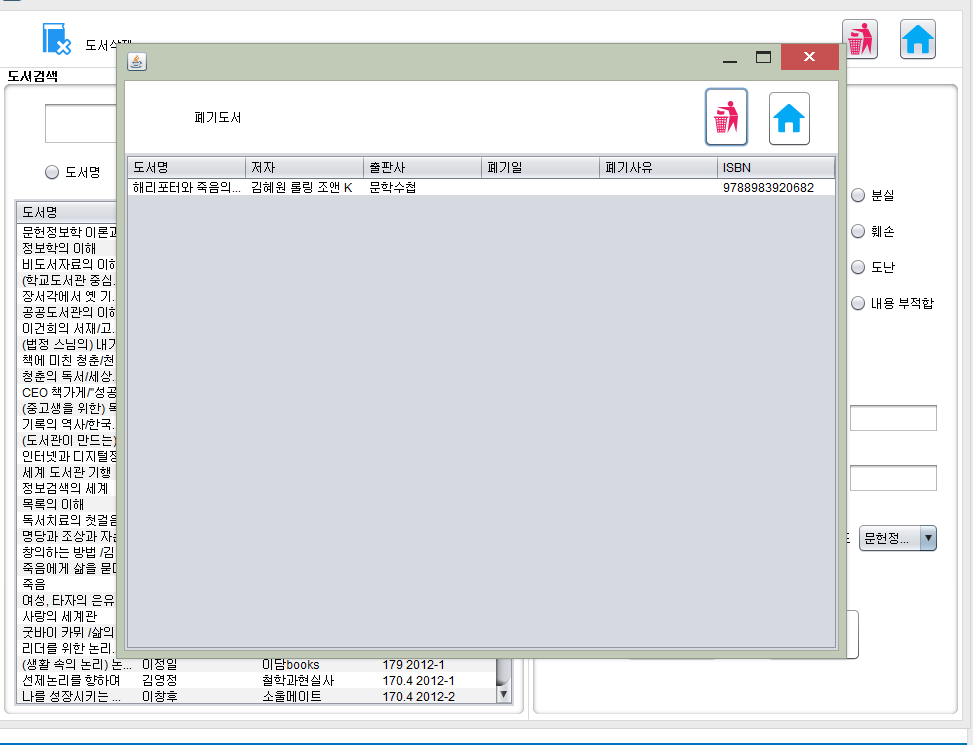 도서삭제
도서검색
도서명
도서명
문헌정보학 이론과
정보학의 이해
비도서자료의 이해
(학교도서관 중심.
장서각에서 옛 기.
공공도서관의 이해
이건희의 서재/고.
(법정 스님의) 내가
책에 미친 청춘/천
청춘의 독서/세상.
CEO 책가게/"성공
(중고생을 위한) 독
기록의 역사/한국.
(도서관이 만드는)
인터넷과 디지털정
세계 도서관 기행
정보검색의 세계
목록의 이해
독서치료의 첫걸음
명당과 조상과 자손
창의하는 방법 /김
죽음에게 삶을 묻다
죽음
여성, 타자의 은유
사랑의 세계관
굿바이 카뮈 /삶의
리더를 위한 논리.
(생활 속의 논리) 논... 이정일 이담books 179 2012-1
선제논리를 향하여 김영정 철학과현실사 170.4 2012-1
나를 성장시키는 ... 이창후 소울메이트 170.4 2012-2
폐기도서
도서명 저자 출판사 폐기일 폐기사유 ISBN
해리포터와 죽음의... 김혜원 롤링 조앤 K 문학수첩 9788983920682
분실
훼손
도난
내용 부적합
문헌정...